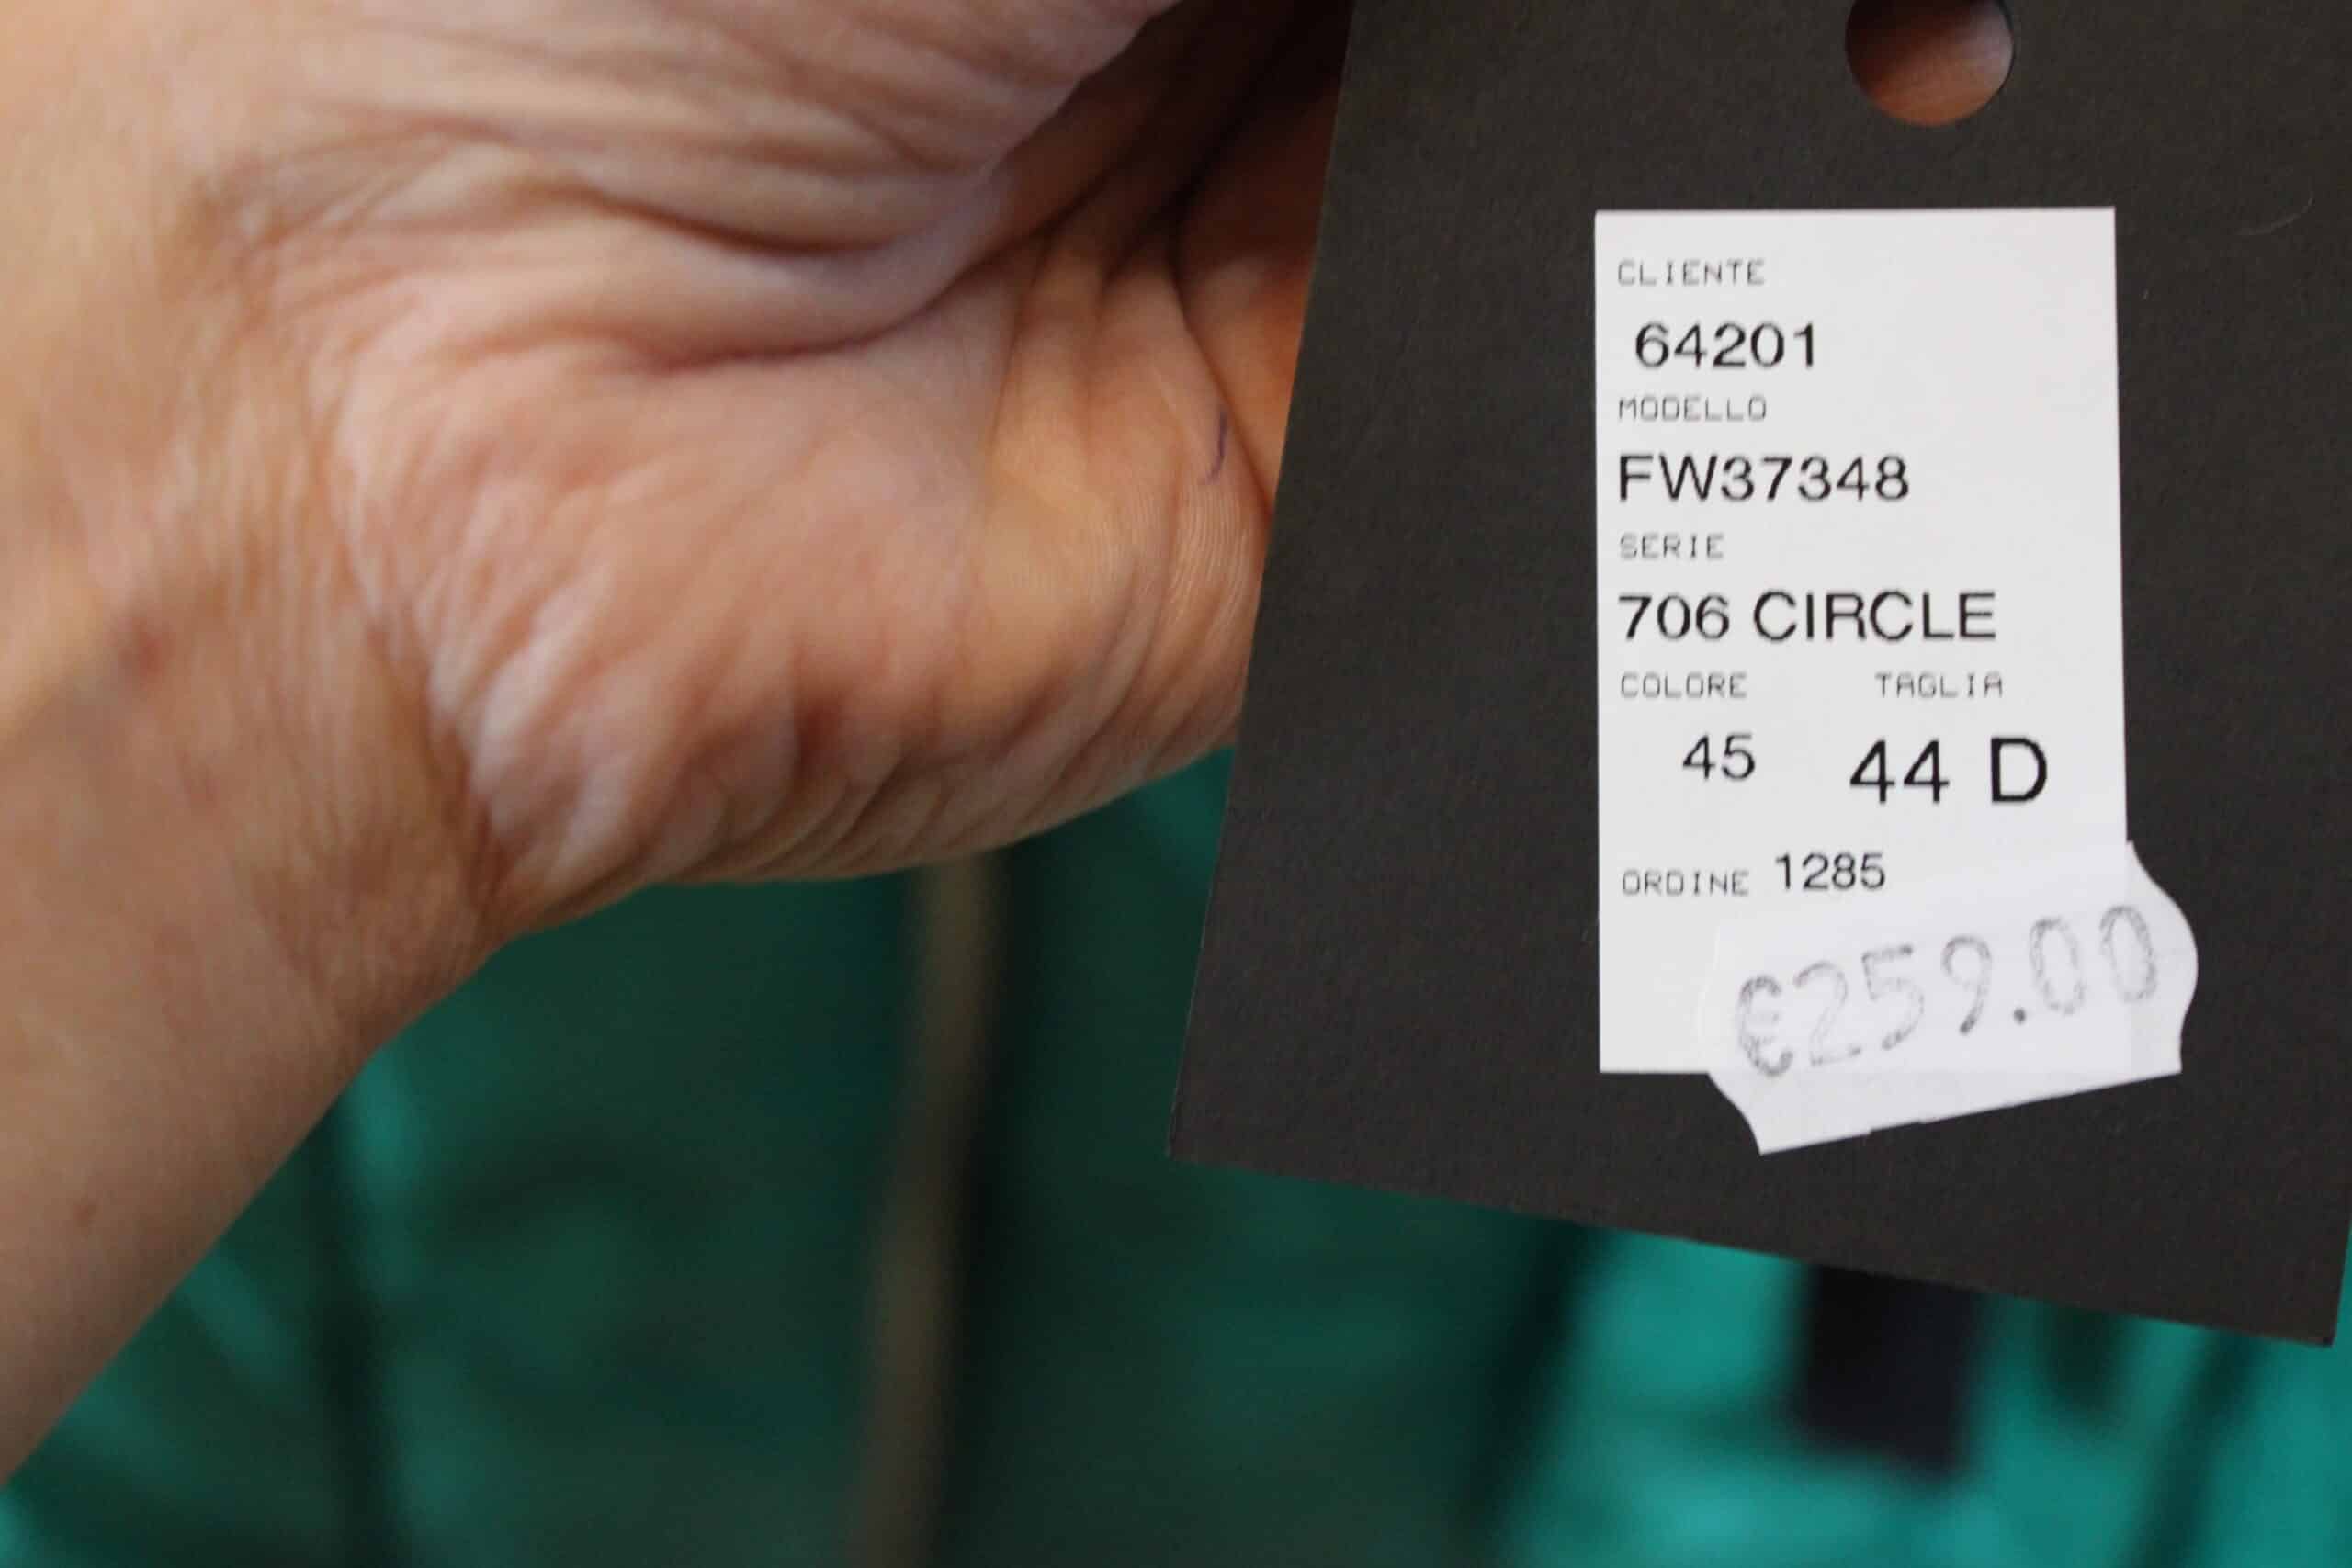 CLIENTE
64201
MODELLO
FW37348
SERIE
706 CIRCLE
COLORE TAGLIA
45 44 D
ORDINE 1285
€259.00